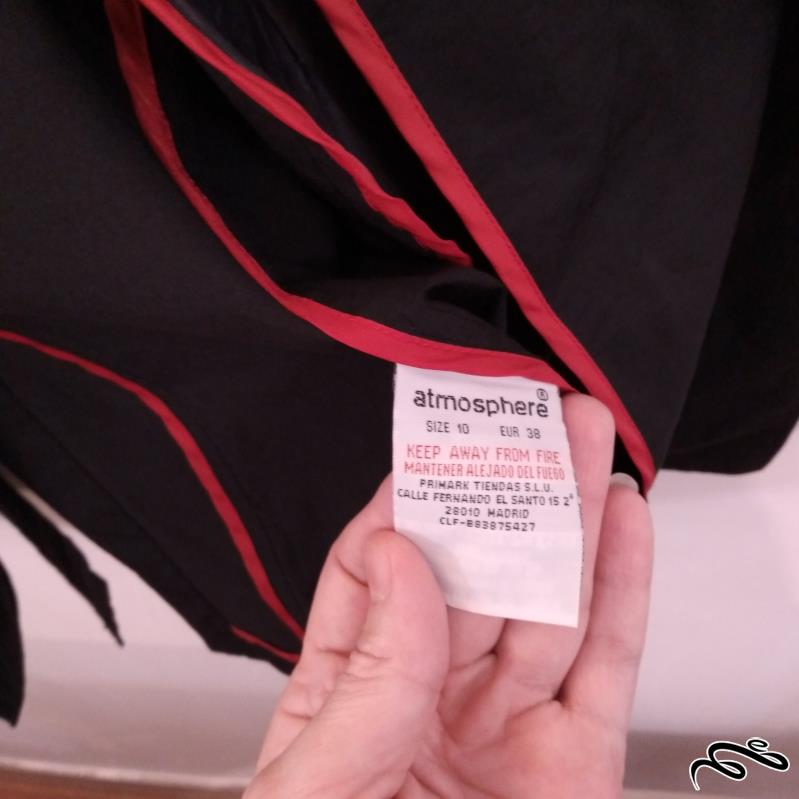 atmosphere®
SIZE 10 EUR 38
KEEP AWAY FROM FIRE
MANTENER ALEJADO DEL FUEGO
PRIMARK TIENDAS S.L.U.
CALLE FERNANDO EL SANTO 15 2°
28010 MADRID
CLF-B83875427